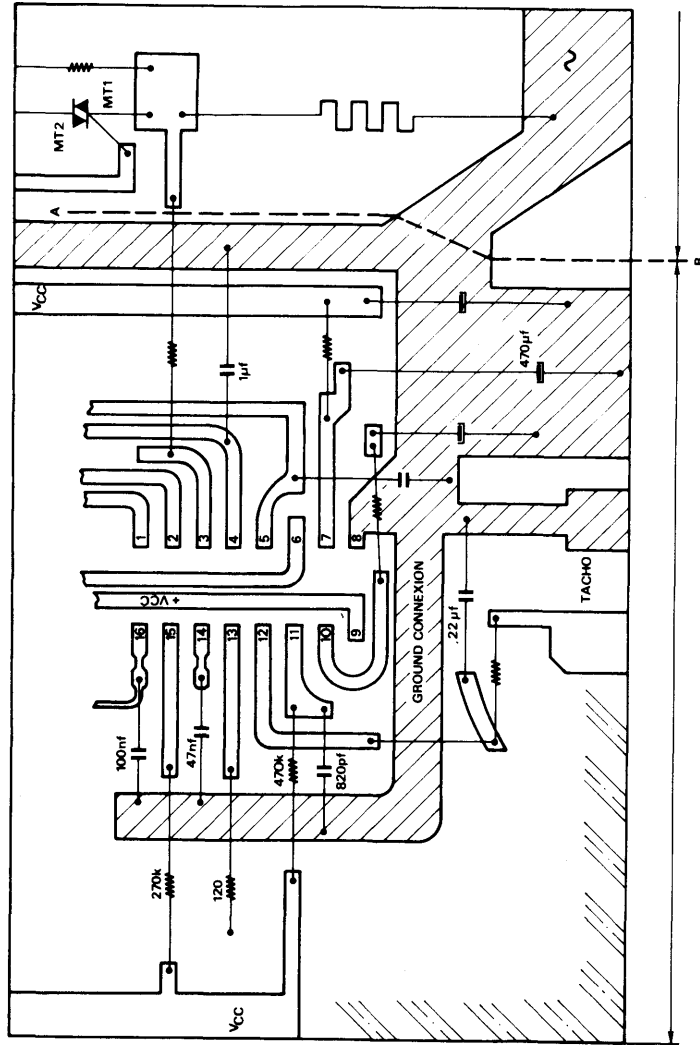 MT2
MT1
A
VCC
1µf
470µf
1
2
3
4
5
6
7
8
+VCC
16
15
14
13
12
11
10
9
GROUND CONNEXION
TACHO
.22µf
100nf
47nf
470k
820pf
270k
120
VCC
~
B